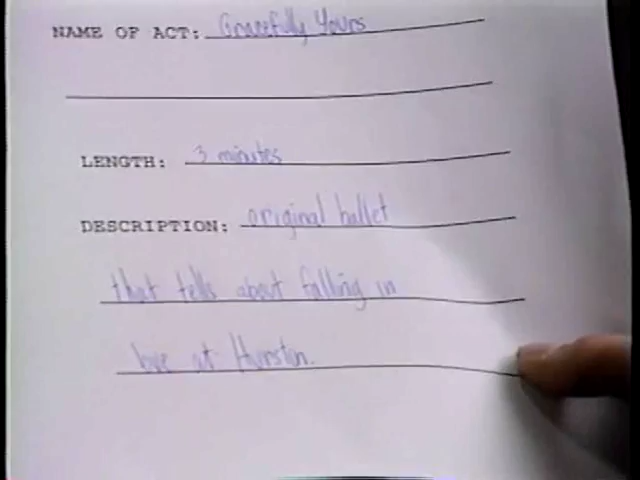 NAME OF ACT: Gracefully Yours
LENGTH: 3 minutes
DESCRIPTION: original ballet
that tells about falling in
love at Hurston.